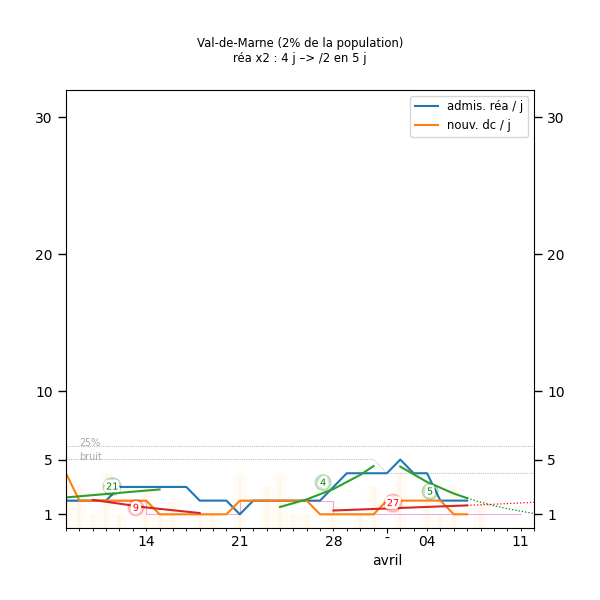 Val-de-Marne (2% de la population)
réa x2 : 4 j –> /2 en 5 j
admis. réa / j
nouv. dc / j
30 30
20 20
10 10
25%
bruit
5 5
21 9 4 27 5
1 1
14 21 28 - 04 11
avril